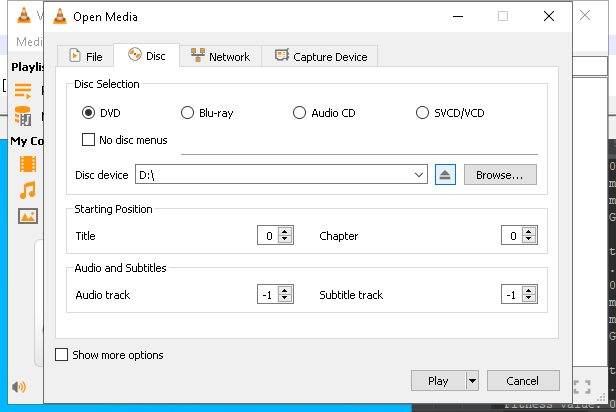 Open Media
Medi
File
Disc
Network
Capture Device
Playlis
Disc Selection
DVD
Blu-ray
Audio CD
SVCD/VCD
No disc menus
My Co
Disc device
D:\
Browse...
Starting Position
Title
0
Chapter
0
Audio and Subtitles
Audio track
-1
Subtitle track
-1
Show more options
Play
Cancel
Fitness value: 0